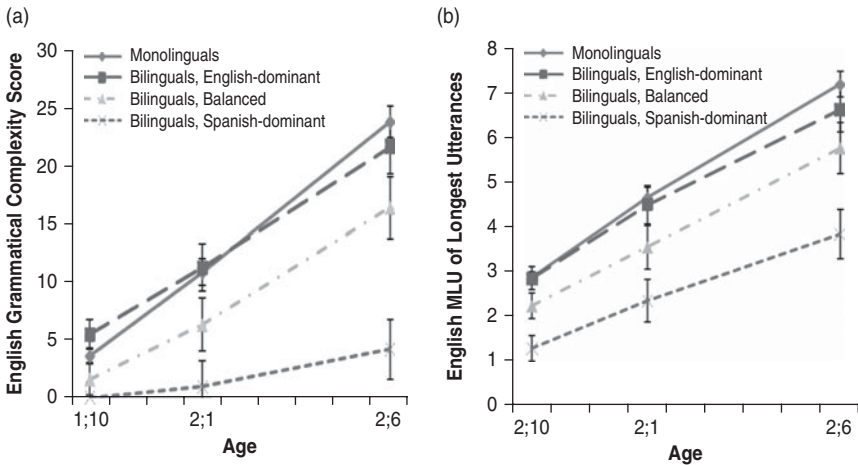 (a)
English Grammatical Complexity Score
30
25
20
15
10
5
0
Monolinguals
Bilinguals, English-dominant
Bilinguals, Balanced
Bilinguals, Spanish-dominant
1;10
2;1
2;6
Age
(b)
English MLU of Longest Utterances
8
7
6
5
4
3
2
1
0
Monolinguals
Bilinguals, English-dominant
Bilinguals, Balanced
Bilinguals, Spanish-dominant
2;10
2;1
2;6
Age